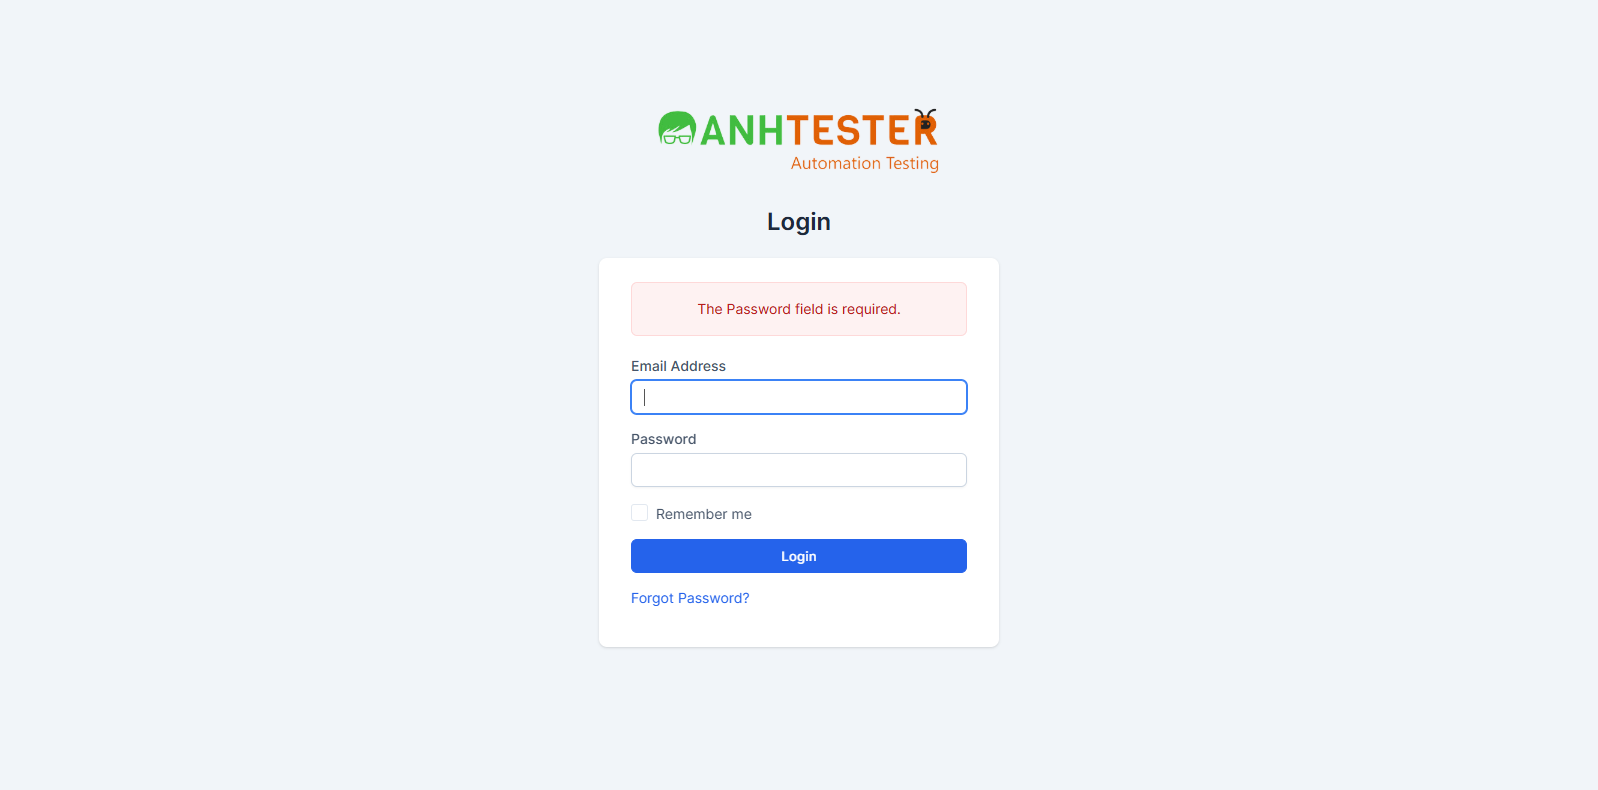 ANHTESTER
Automation Testing
Login
The Password field is required.
Email Address
Password
Remember me
Login
Forgot Password?